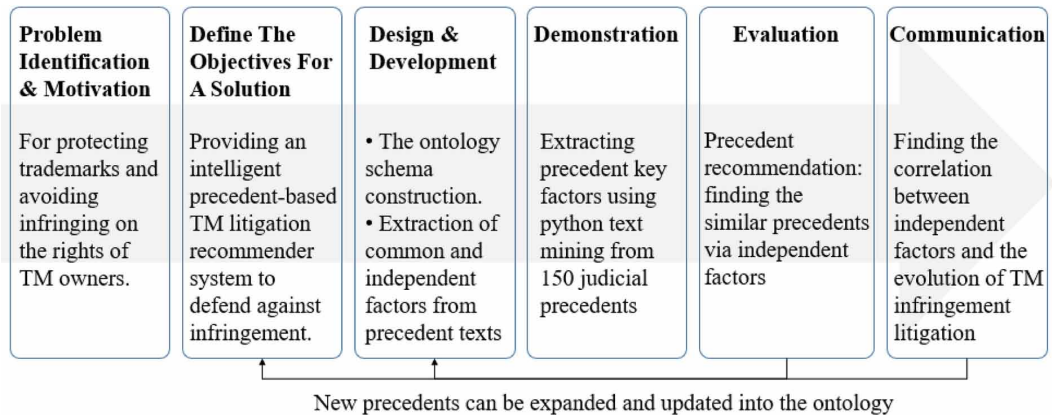 Problem
Identification
& Motivation
For protecting
trademarks and
avoiding
infringing on
the rights of
TM owners.
Define The
Objectives For
A Solution
Providing an
intelligent
precedent-based
TM litigation
recommender
system to
defend against
infringement.
Design &
Development
• The ontology
schema
construction.
• Extraction of
common and
independent
factors from
precedent texts
Demonstration
Extracting
precedent key
factors using
python text
mining from
150 judicial
precedents
Evaluation
Precedent
recommendation:
finding the
similar precedents
via independent
factors
Communication
Finding the
correlation
between
independent
factors and the
evolution of TM
infringement
litigation
New precedents can be expanded and updated into the ontology